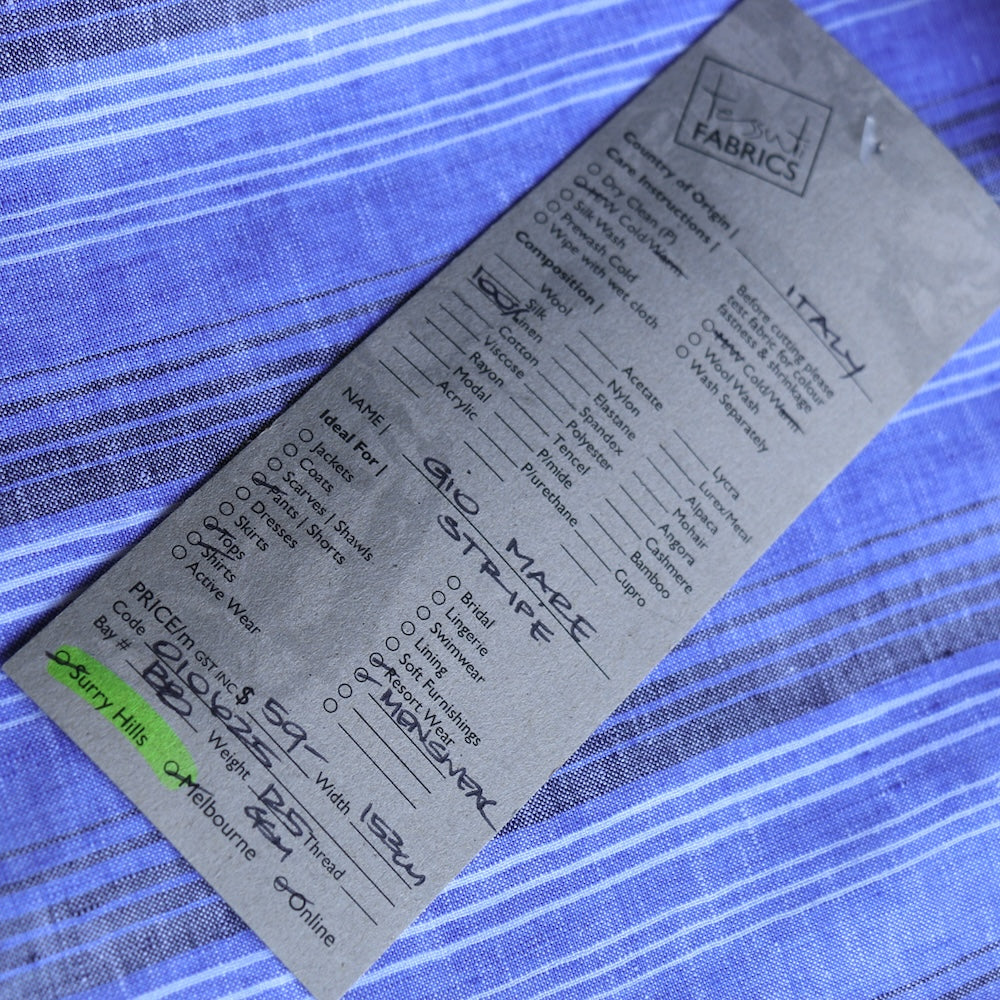 tessuti
FABRICS
Country of Origin | ITALY
Care Instructions |
Dry Clean (P)
H/W Cold/Warm
Silk Wash
Prewash Cold
Wipe with wet cloth
Before cutting please
test fabric for Colour
fastness & shrinkage
M/W Cold/Warm
Wool Wash
Wash Separately
Composition |
Wool
Silk
100% Linen
Cotton
Viscose
Rayon
Modal
Acrylic
Acetate
Nylon
Elastane
Spandex
Polyester
Tencel
P/mide
P/urethane
Lycra
Lurex/Metal
Alpaca
Mohair
Angora
Cashmere
Bamboo
Cupro
NAME | GIO MARE
STRIPE
Ideal For |
Jackets
Coats
Scarves | Shawls
Pants | Shorts
Dresses
Skirts
Tops
Shirts
Active Wear
Bridal
Lingerie
Swimwear
Lining
Soft Furnishings
Resort Wear
MENSWEAR
PRICE/m GST INC $ 59- Width 153cm
Code 010625 Weight 125 GSM Thread
Bay #
Surry Hills Melbourne Online